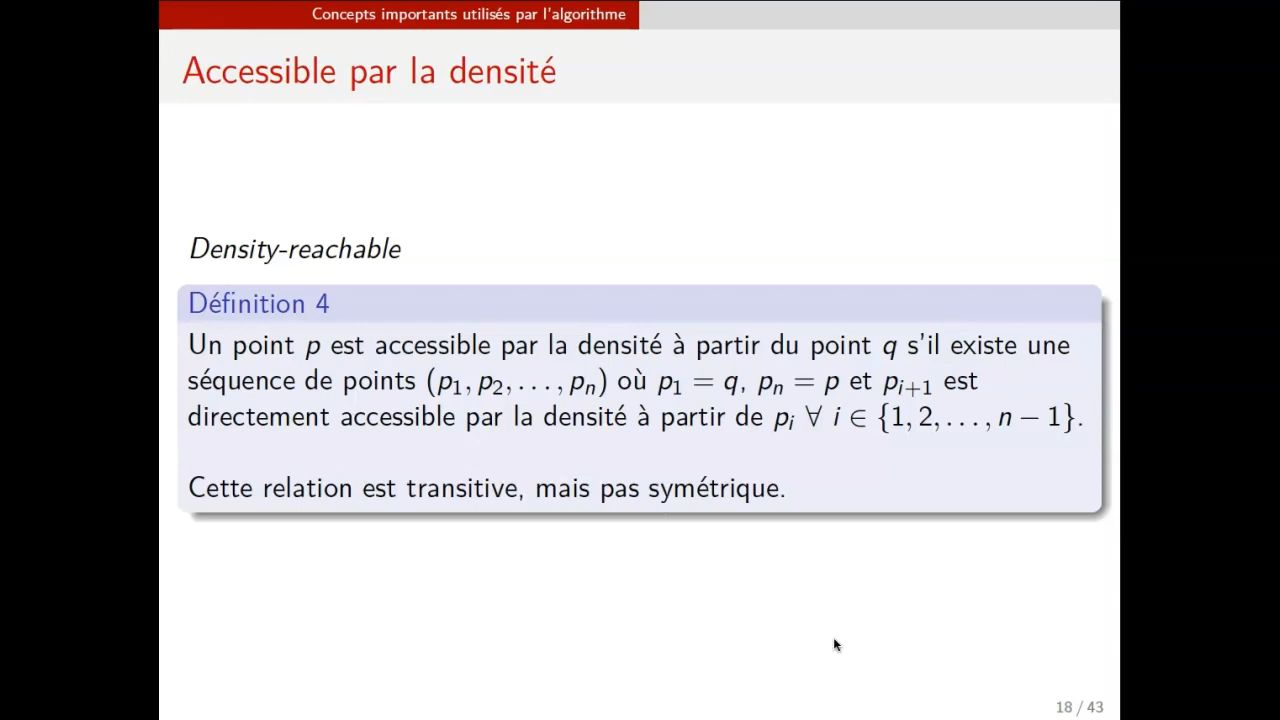 Concepts importants utilisés par l'algorithme
Accessible par la densité
Density-reachable
Définition 4
Un point p est accessible par la densité à partir du point q s'il existe une
séquence de points (p₁, p₂, . . . , pₙ) où p₁ = q, pₙ = p et pᵢ₊₁ est
directement accessible par la densité à partir de pᵢ ∀ i ∈ {1, 2, . . . , n − 1}.
Cette relation est transitive, mais pas symétrique.
18 / 43